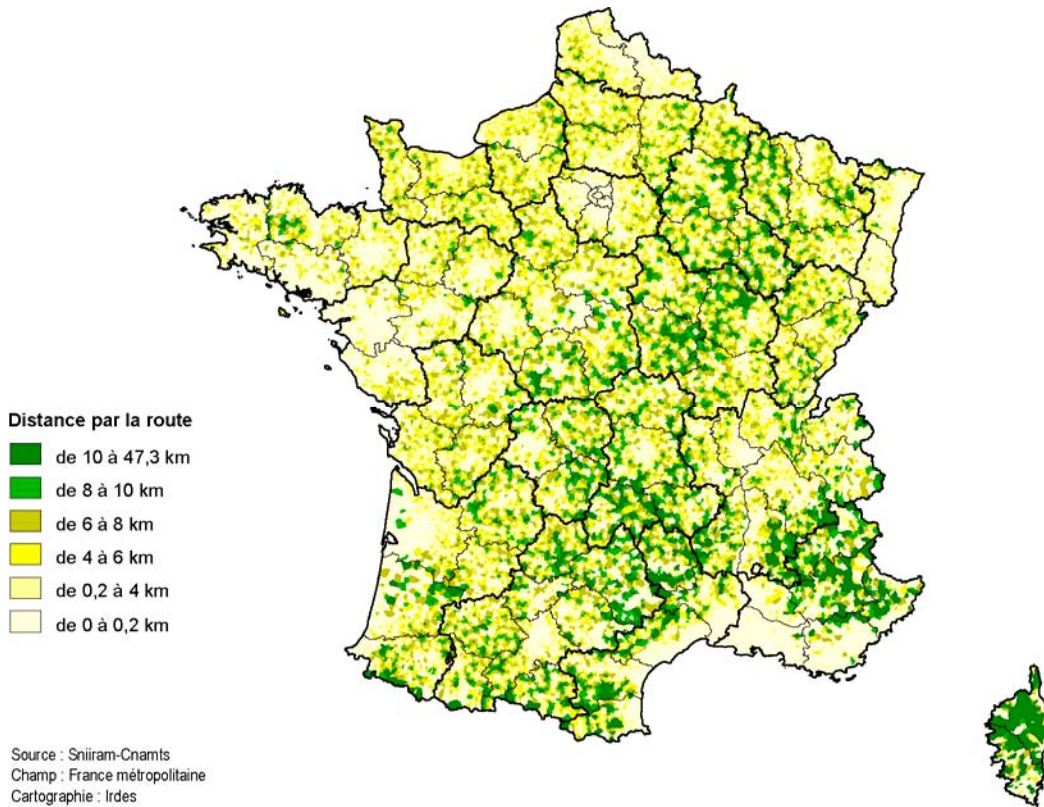 Distance par la route
de 10 à 47,3 km
de 8 à 10 km
de 6 à 8 km
de 4 à 6 km
de 0,2 à 4 km
de 0 à 0,2 km
Source : Sniiram-Cnamts
Champ : France métropolitaine
Cartographie : Irdes